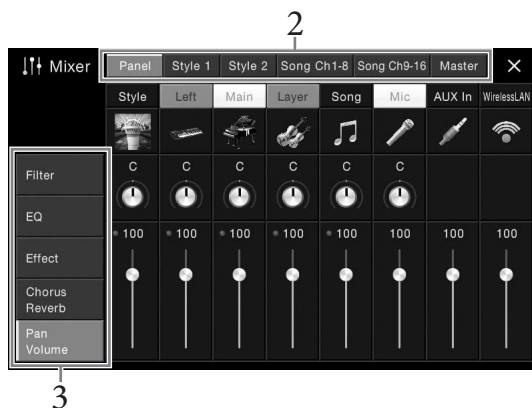 2
Mixer Panel Style 1 Style 2 Song Ch1-8 Song Ch9-16 Master
Style Left Main Layer Song Mic AUX In WirelessLAN
Filter
EQ
Effect
Chorus
Reverb
Pan
Volume
C C C C C C
100 100 100 100 100 100 100 100
3